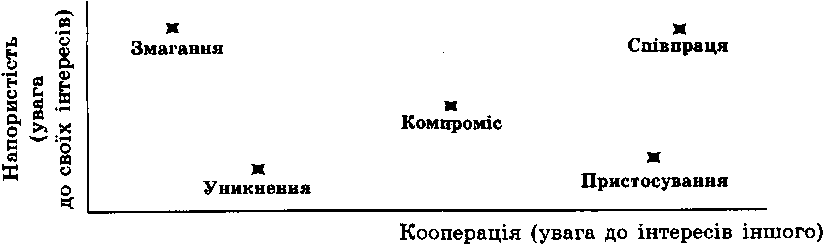 Напористість
(увага
до своїх інтересів)
Змагання
Співпраця
Компроміс
Уникнення
Пристосування
Кооперація (увага до інтересів іншого)